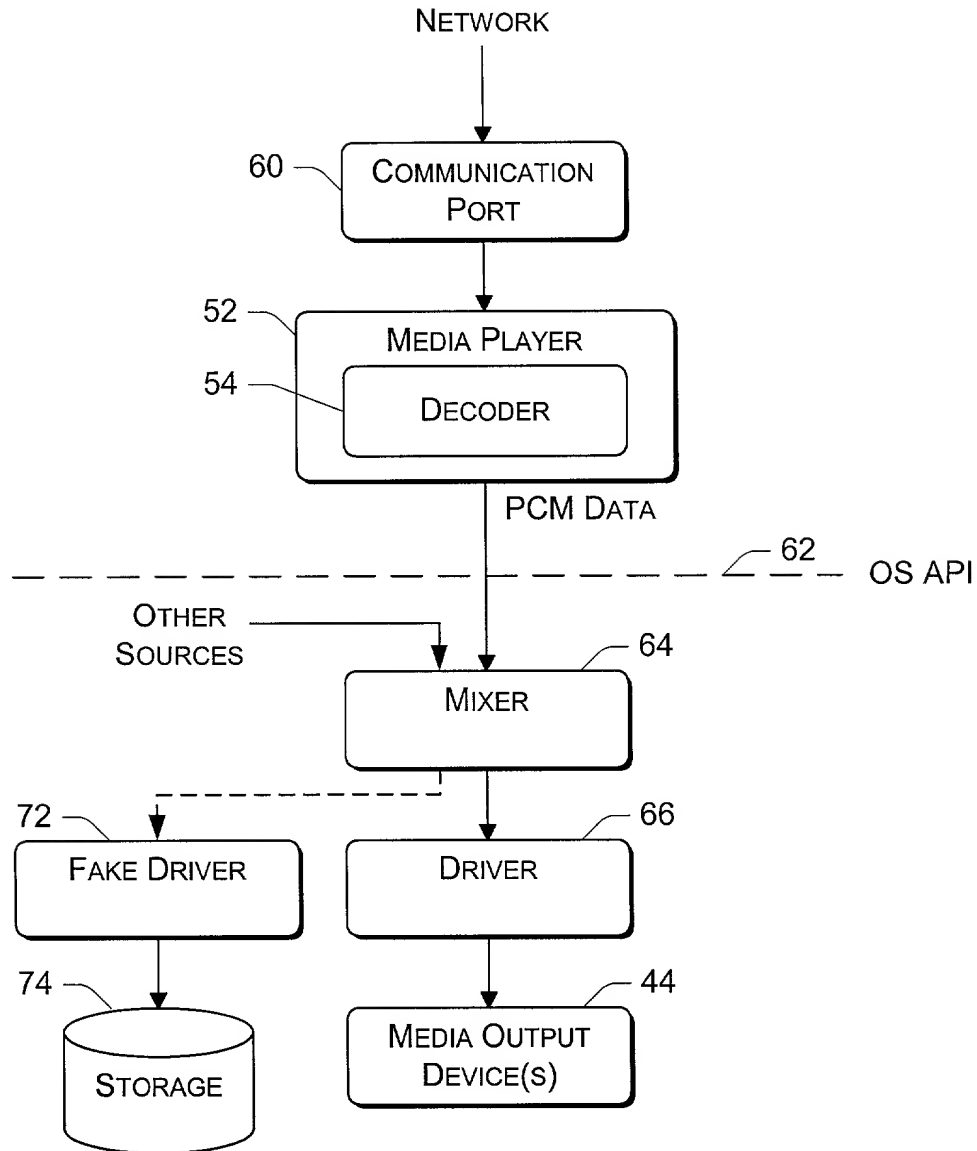 NETWORK
60
COMMUNICATION
PORT
52
MEDIA PLAYER
54
DECODER
PCM DATA
62
OS API
OTHER
SOURCES
64
MIXER
72
66
FAKE DRIVER
DRIVER
74
44
STORAGE
MEDIA OUTPUT
DEVICE(S)